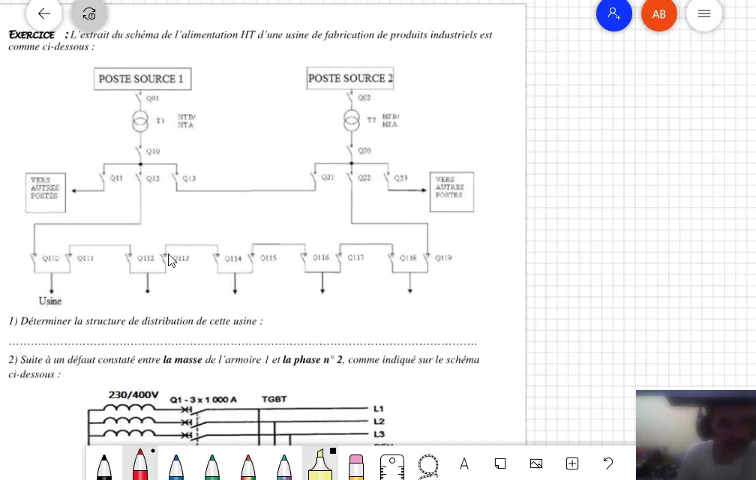 AB
EXERCICE : L'extrait du schéma de l'alimentation HT d'une usine de fabrication de produits industriels est
comme ci-dessous :
POSTE SOURCE 1
POSTE SOURCE 2
Q01
Q02
T1
HTB/
HTA
T2
HTB/
HTA
Q10
Q20
VERS
AUTRES
POSTES
Q11
Q12
Q13
Q21
Q22
Q23
VERS
AUTRES
POSTES
Q110
Q111
Q112
Q113
Q114
Q115
Q116
Q117
Q118
Q119
Usine
1) Déterminer la structure de distribution de cette usine :
2) Suite à un défaut constaté entre la masse de l'armoire 1 et la phase n° 2, comme indiqué sur le schéma
ci-dessous :
230/400V
Q1 - 3 x 1 000 A
TGBT
L1
L2
L3
A